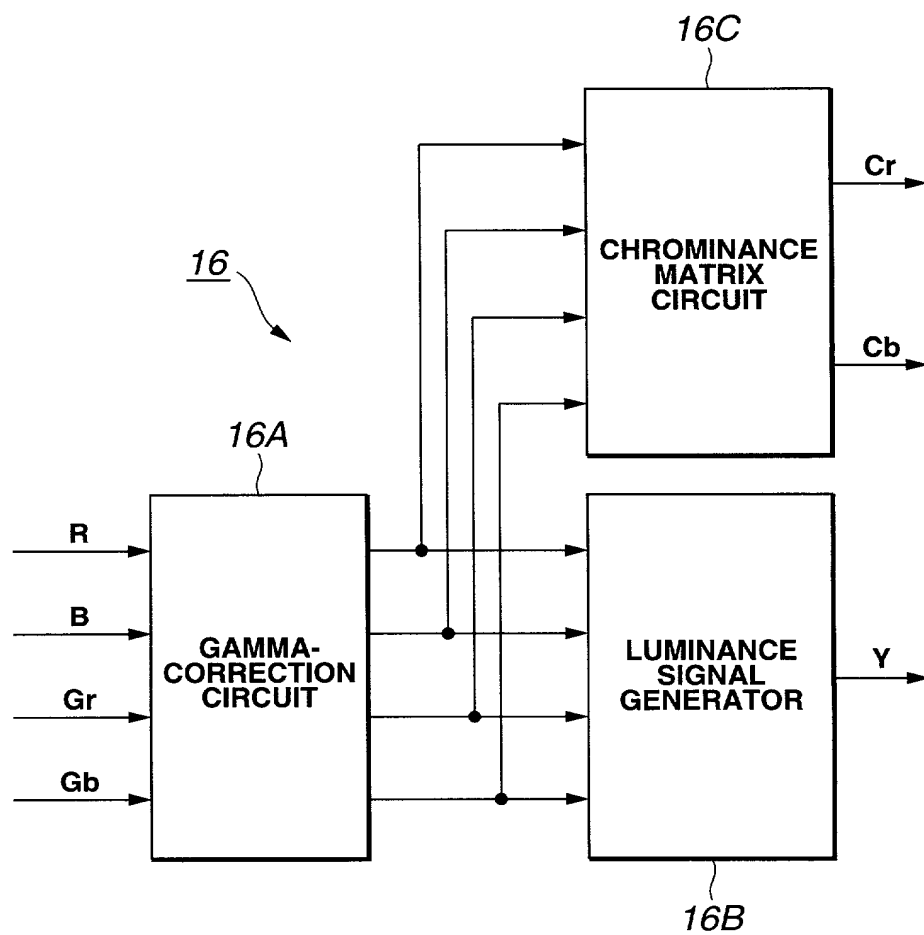 16C
Cr
CHROMINANCE
MATRIX
CIRCUIT
Cb
16
16A
R
B
Gr
Gb
GAMMA-
CORRECTION
CIRCUIT
LUMINANCE
SIGNAL
GENERATOR
Y
16B